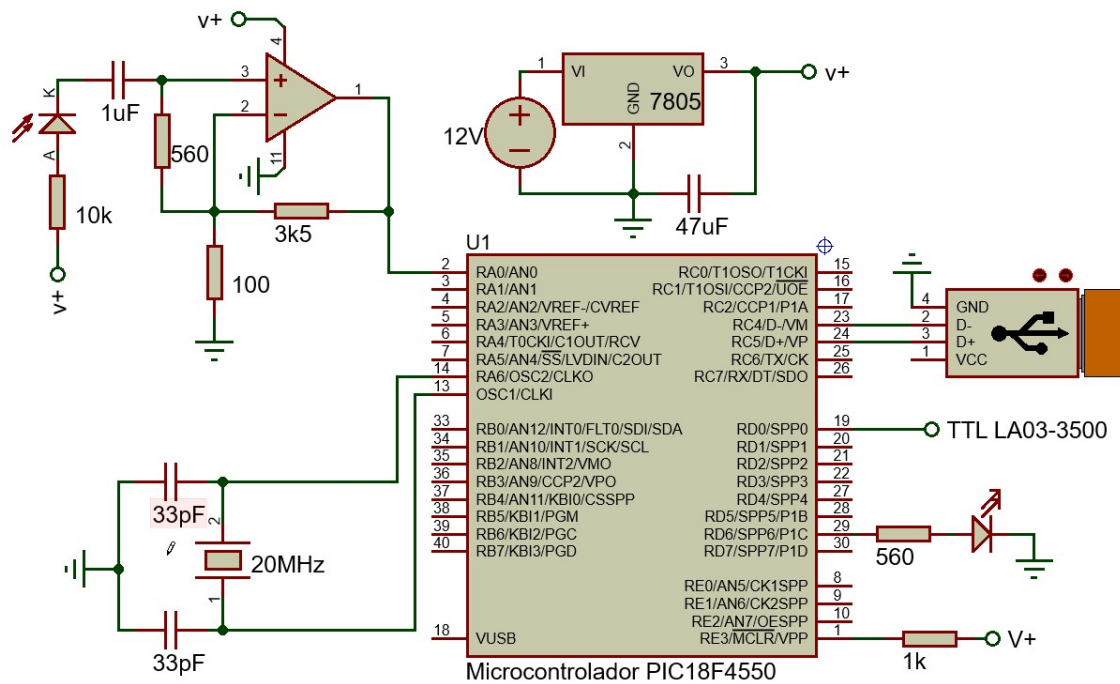 v+
4
K
1uF
3
+
1
2
−
560
11
A
10k
3k5
100
v+
1
VI
VO
3
v+
GND
7805
2
12V
+
−
47uF
U1
2
RA0/AN0
3
RA1/AN1
4
RA2/AN2/VREF-/CVREF
5
RA3/AN3/VREF+
6
RA4/T0CKI/C1OUT/RCV
7
RA5/AN4/SS/LVDIN/C2OUT
14
RA6/OSC2/CLKO
13
OSC1/CLKI
33
RB0/AN12/INT0/FLT0/SDI/SDA
34
RB1/AN10/INT1/SCK/SCL
35
RB2/AN8/INT2/VMO
36
RB3/AN9/CCP2/VPO
37
RB4/AN11/KBI0/CSSPP
38
RB5/KBI1/PGM
39
RB6/KBI2/PGC
40
RB7/KBI3/PGD
18
VUSB
RC0/T1OSO/T1CKI
15
RC1/T1OSI/CCP2/UOE
16
RC2/CCP1/P1A
17
RC4/D-/VM
23
RC5/D+/VP
24
RC6/TX/CK
25
RC7/RX/DT/SDO
26
RD0/SPP0
19
RD1/SPP1
20
RD2/SPP2
21
RD3/SPP3
22
RD4/SPP4
27
RD5/SPP5/P1B
28
RD6/SPP6/P1C
29
RD7/SPP7/P1D
30
RE0/AN5/CK1SPP
8
RE1/AN6/CK2SPP
9
RE2/AN7/OESPP
10
RE3/MCLR/VPP
1
4
GND
2
D-
3
D+
1
VCC
TTL LA03-3500
560
1k
V+
33pF
2
20MHz
1
33pF
Microcontrolador PIC18F4550